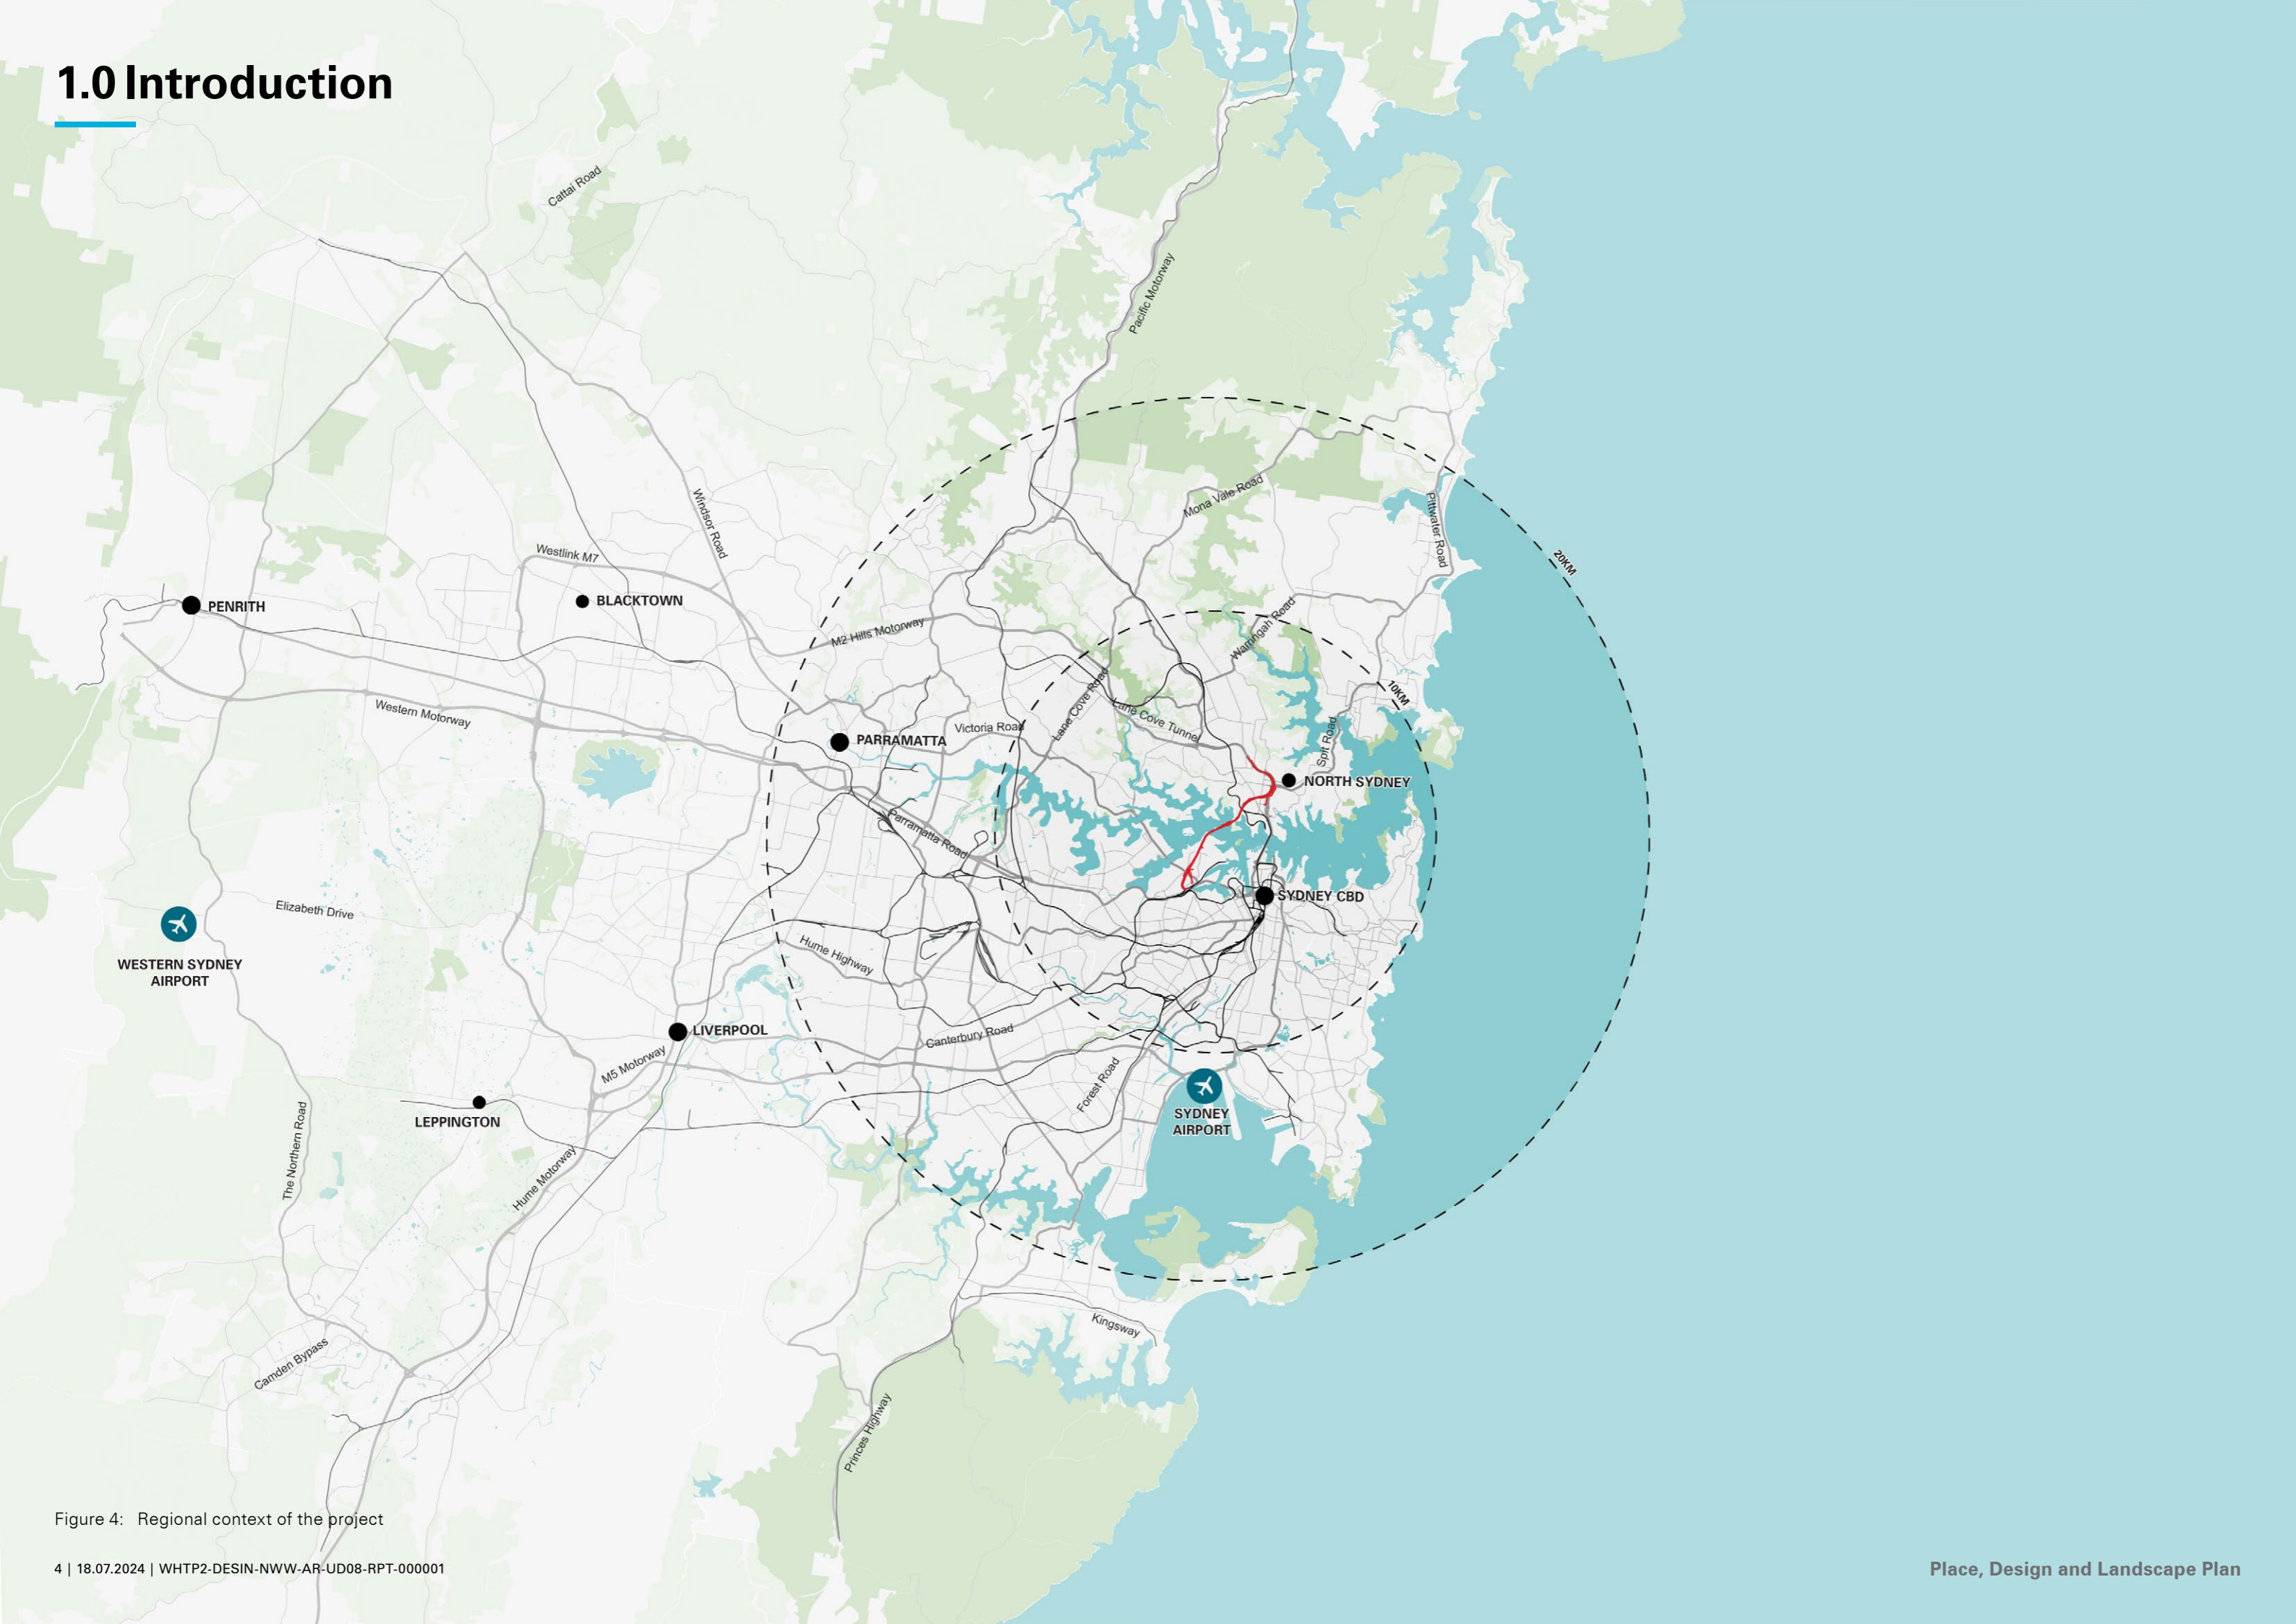 1.0 Introduction
Cattai Road
Pacific Motorway
Windsor Road
Mona Vale Road
Pittwater Road
20KM
Westlink M7
PENRITH
BLACKTOWN
M2 Hills Motorway
Warringah Road
10KM
Lane Cove Road
Lane Cove Tunnel
Western Motorway
Victoria Road
PARRAMATTA
Spit Road
NORTH SYDNEY
Parramatta Road
SYDNEY CBD
Elizabeth Drive
Hume Highway
WESTERN SYDNEY
AIRPORT
LIVERPOOL
Canterbury Road
M5 Motorway
Forest Road
LEPPINGTON
SYDNEY
AIRPORT
The Northern Road
Hume Motorway
Kingsway
Camden Bypass
Princes Highway
Figure 4: Regional context of the project
4 | 18.07.2024 | WHTP2-DESIN-NWW-AR-UD08-RPT-000001
Place, Design and Landscape Plan